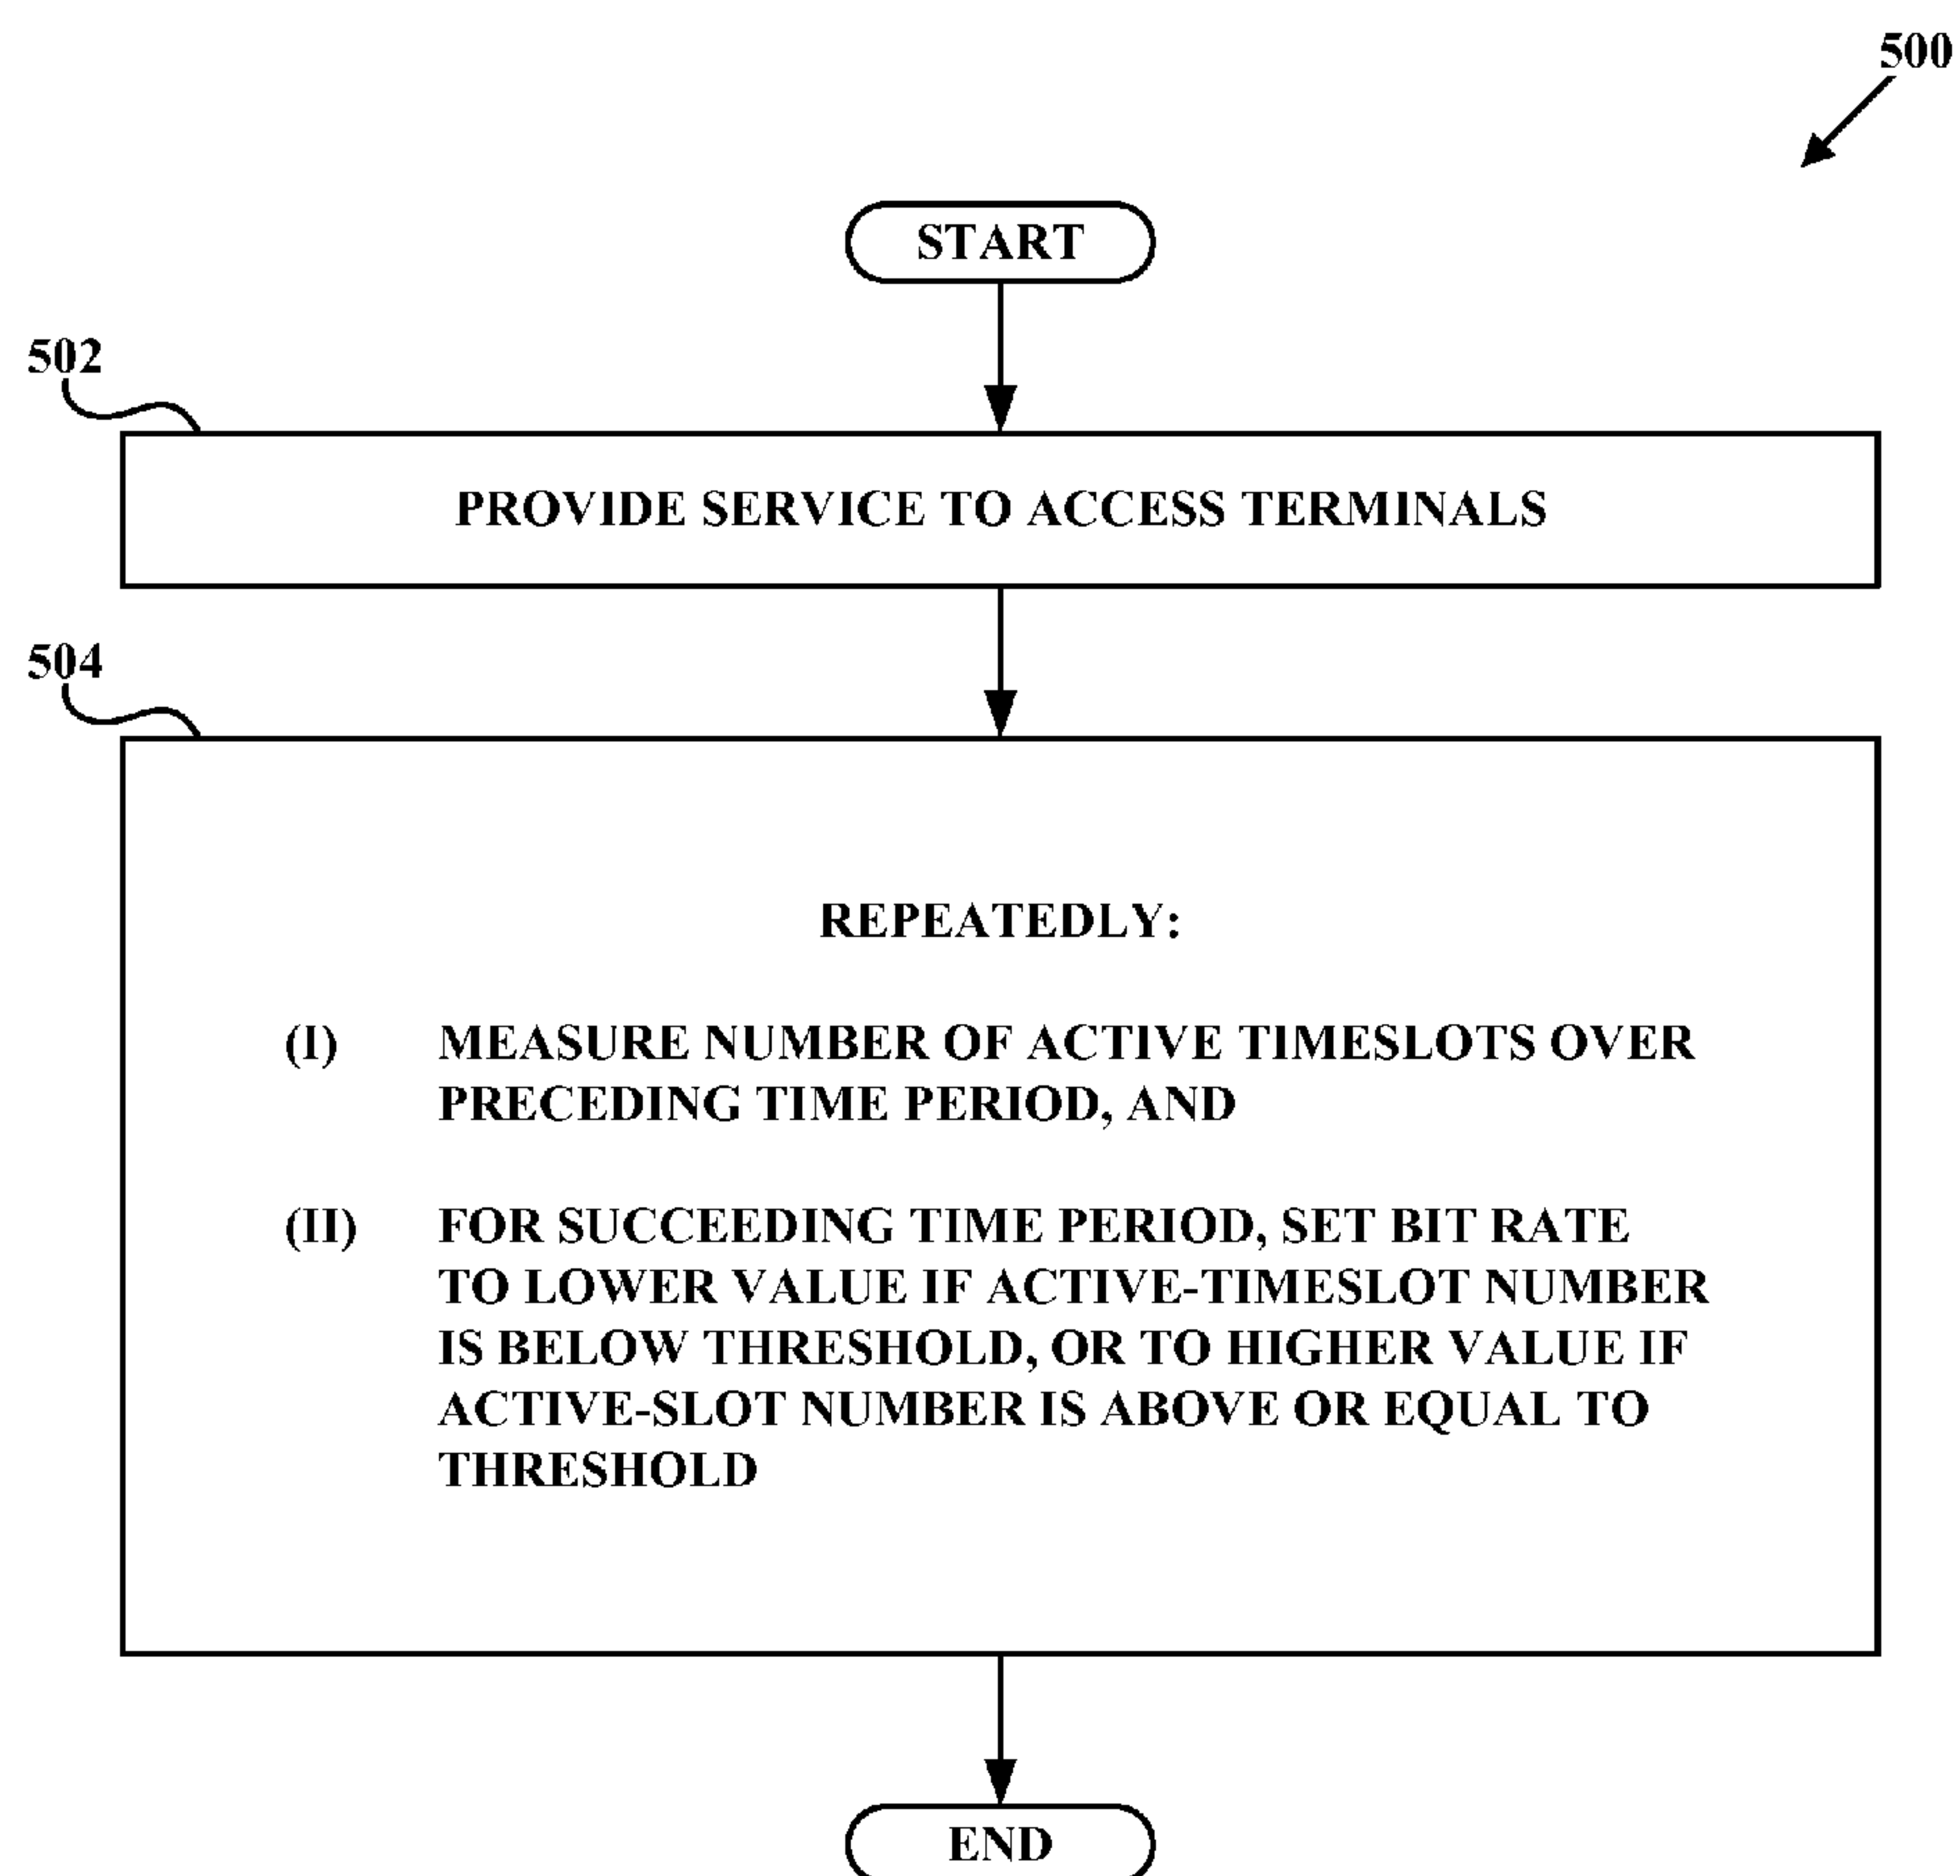 500
START
502
PROVIDE SERVICE TO ACCESS TERMINALS
504
REPEATEDLY:
(I) MEASURE NUMBER OF ACTIVE TIMESLOTS OVER
PRECEDING TIME PERIOD, AND
(II) FOR SUCCEEDING TIME PERIOD, SET BIT RATE
TO LOWER VALUE IF ACTIVE-TIMESLOT NUMBER
IS BELOW THRESHOLD, OR TO HIGHER VALUE IF
ACTIVE-SLOT NUMBER IS ABOVE OR EQUAL TO
THRESHOLD
END